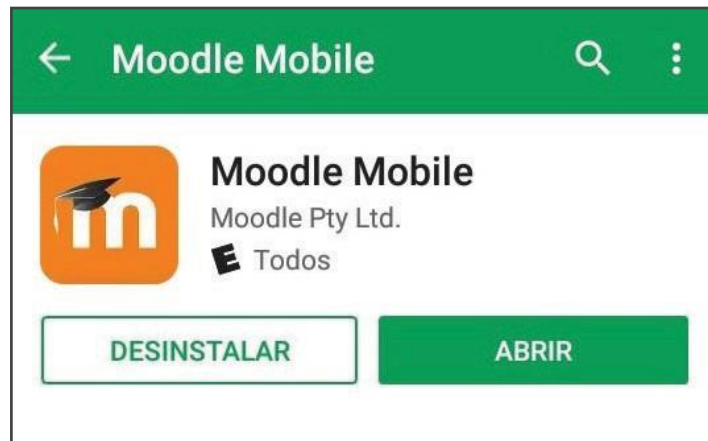 Moodle Mobile
m
Moodle Mobile
Moodle Pty Ltd.
E Todos
DESINSTALAR
ABRIR